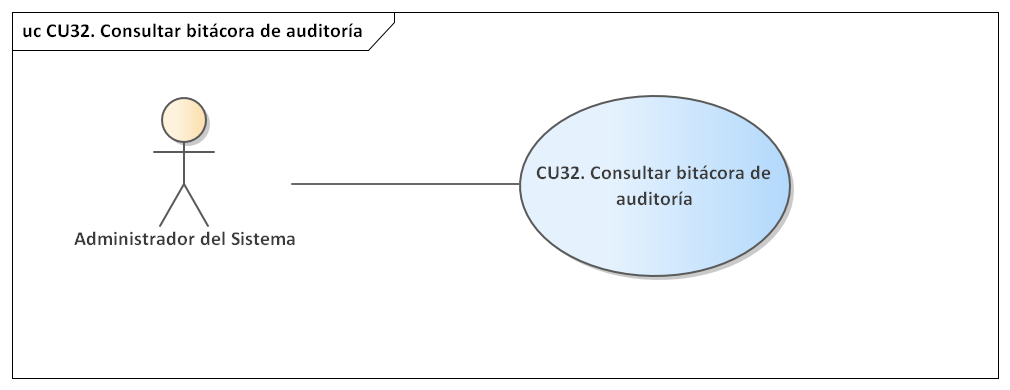 uc CU32. Consultar bitácora de auditoría
CU32. Consultar bitácora de
auditoría
Administrador del Sistema